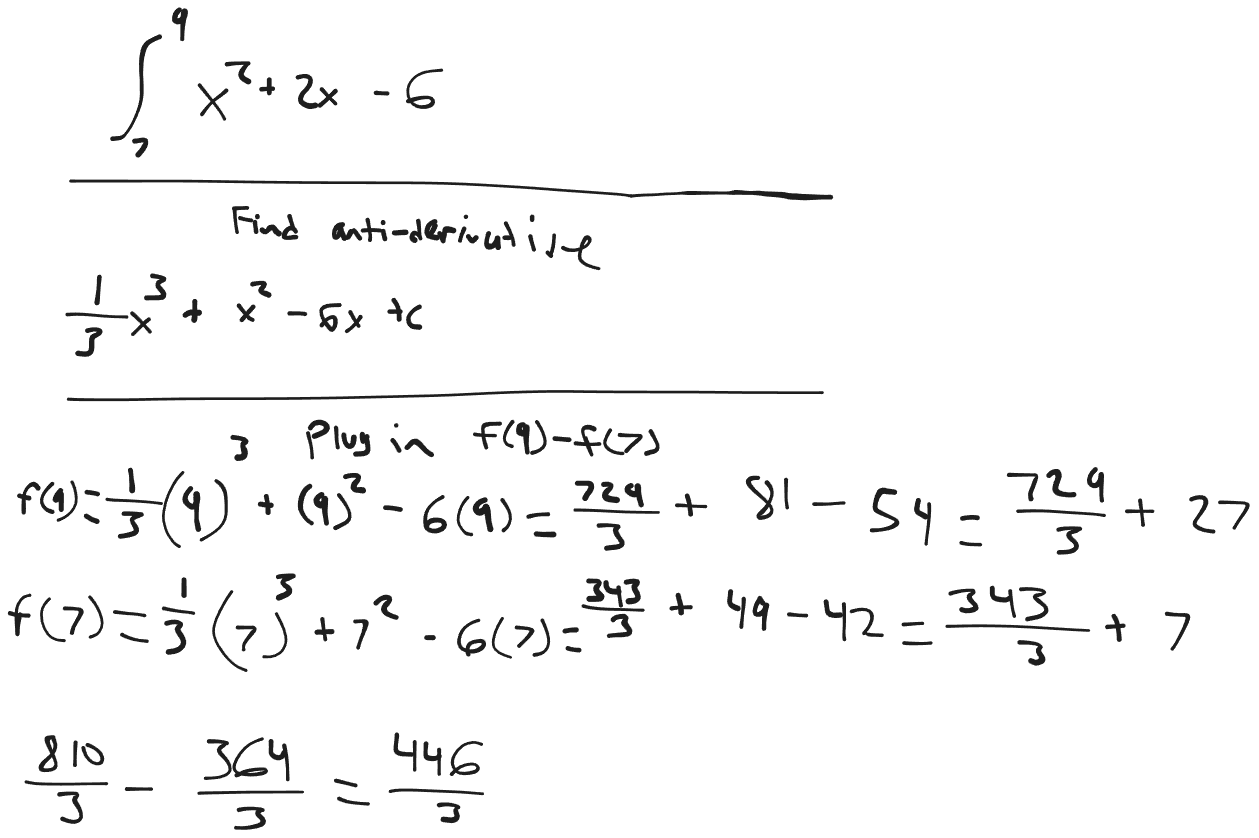 ∫₇⁹ x² + 2x - 6
Find anti-derivative
1/3 x³ + x² - 6x + c
Plug in f(9) - f(7)
f(9) = 1/3 (9)³ + (9)² - 6(9) = 729/3 + 81 - 54 = 729/3 + 27
f(7) = 1/3 (7)³ + 7² - 6(7) = 343/3 + 49 - 42 = 343/3 + 7
810/3 - 364/3 = 446/3